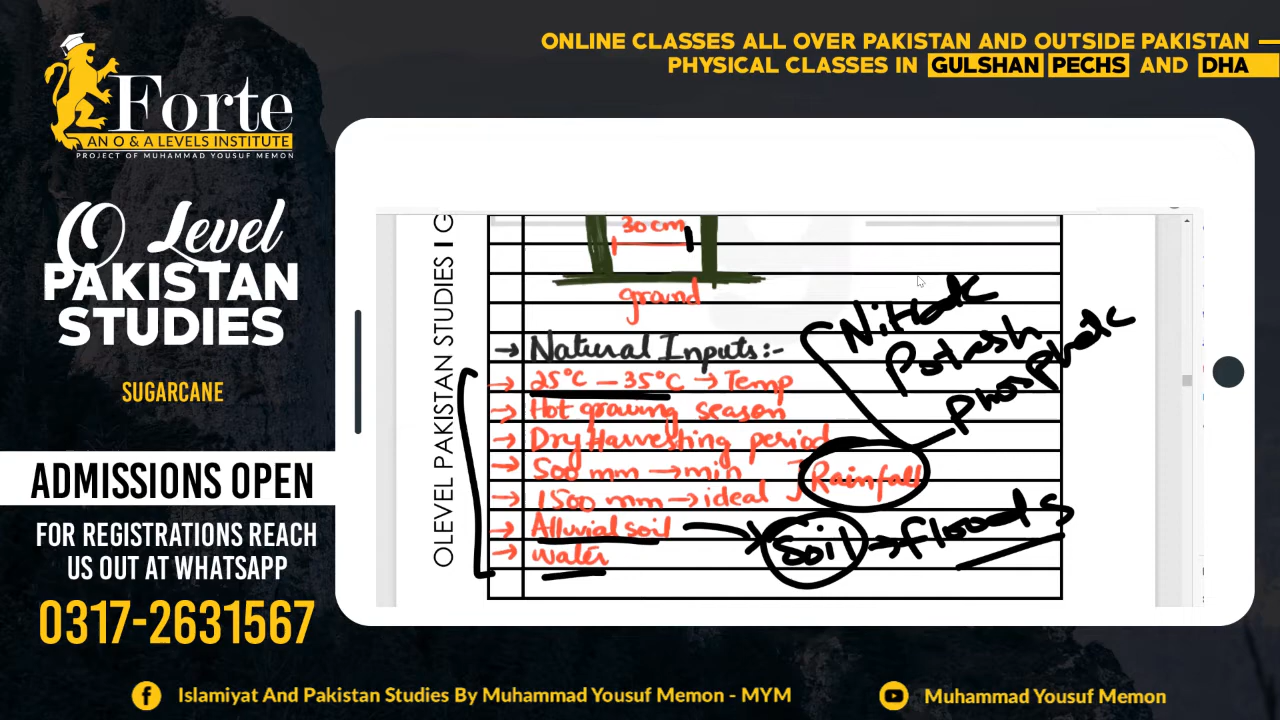 Forte
AN O & A LEVELS INSTITUTE
PROJECT OF MUHAMMAD YOUSUF MEMON
ONLINE CLASSES ALL OVER PAKISTAN AND OUTSIDE PAKISTAN
PHYSICAL CLASSES IN GULSHAN PECHS AND DHA
O Level
PAKISTAN
STUDIES
SUGARCANE
ADMISSIONS OPEN
FOR REGISTRATIONS REACH
US OUT AT WHATSAPP
0317-2631567
OLEVEL PAKISTAN STUDIES I G
30 cm
ground
→ Natural Inputs:-
→ 25°C – 35°C → Temp
→ Hot growing season
→ Dry Harvesting period
→ 500 mm → min
→ 1500 mm → ideal
Rainfall
→ Alluvial soil
→ water
Potash
Phosphate
Soil → floods
Islamiyat And Pakistan Studies By Muhammad Yousuf Memon - MYM
Muhammad Yousuf Memon